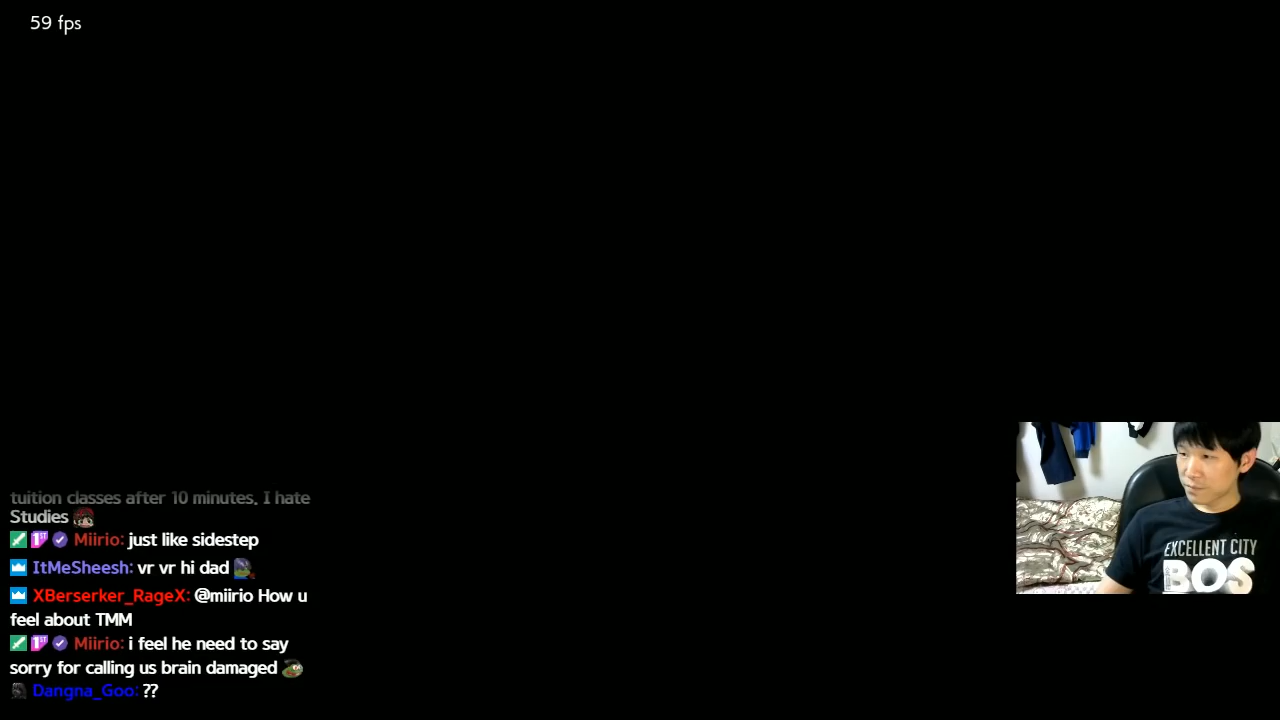 59 fps
tuition classes after 10 minutes, I hate
Studies
Miirio: just like sidestep
ItMeSheesh: vr vr hi dad
XBerserker_RageX: @miirio How u
feel about TMM
Miirio: i feel he need to say
sorry for calling us brain damaged
Dangna_Goo: ??
EXCELLENT CITY
BOS